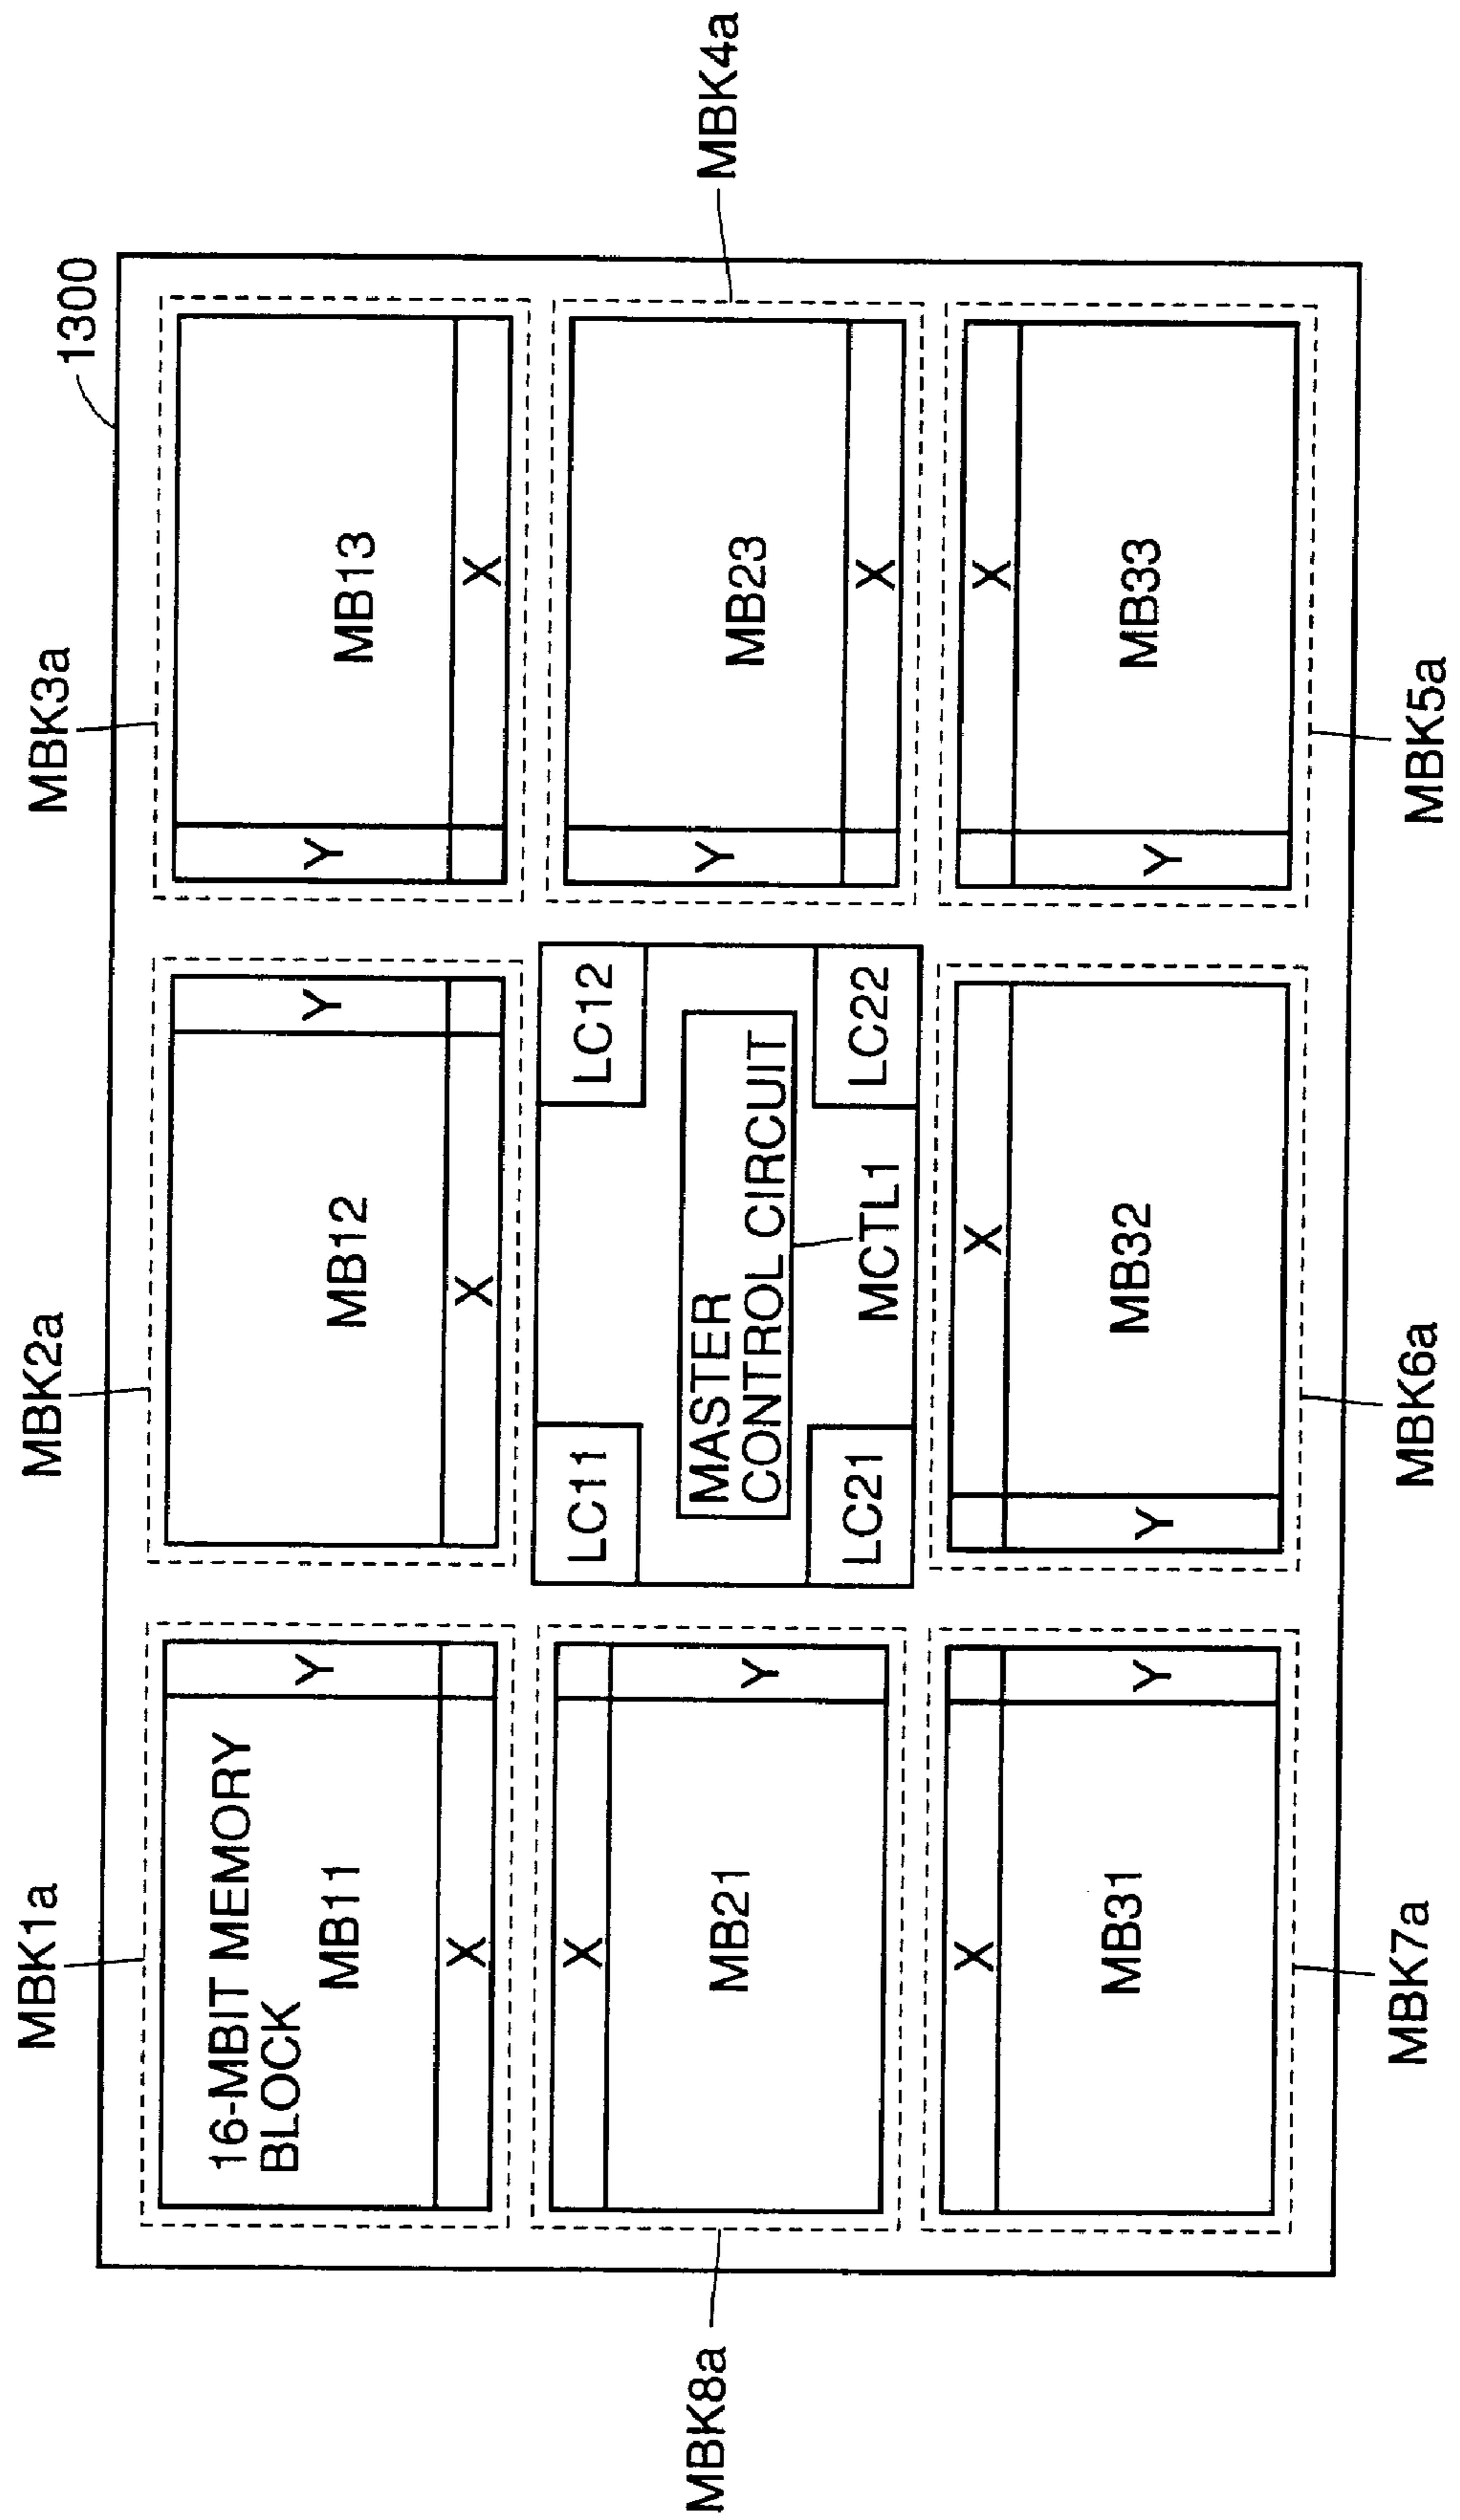 1300
MBK1a
MBK2a
MBK3a
16-MBIT MEMORY
BLOCK
MB11
Y
X
MB12
Y
X
Y
MB13
X
MBK8a
X
MB21
Y
LC11
LC12
MASTER
CONTROL CIRCUIT
MCTL1
LC21
LC22
Y
MB23
X
MBK4a
X
MB31
Y
X
Y
MB32
X
Y
MB33
MBK7a
MBK6a
MBK5a